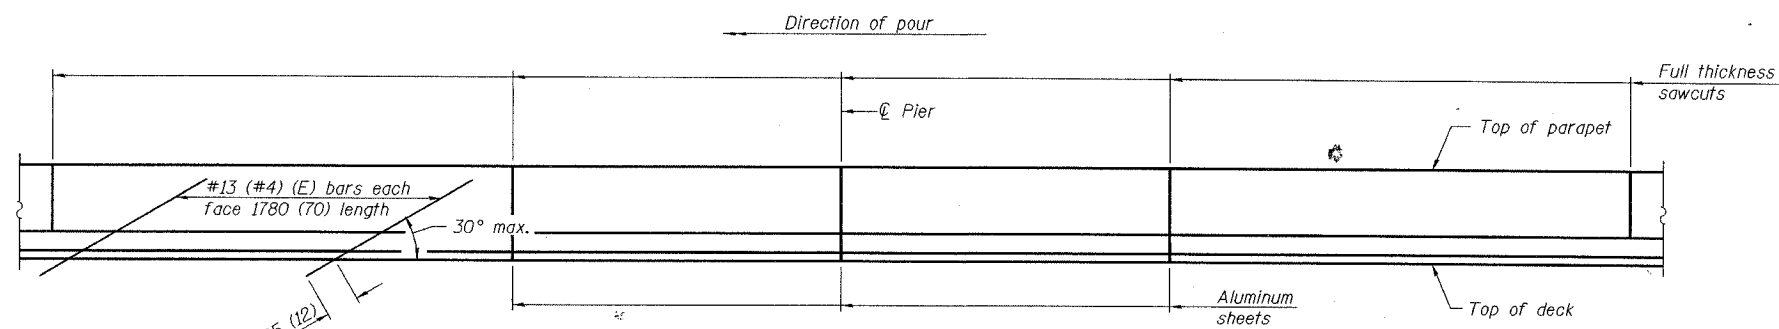 Direction of pour
Full thickness
sawcuts
℄ Pier
Top of parapet
#13 (#4) (E) bars each
face 1780 (70) length
30° max.
(12)
Aluminum
sheets
Top of deck